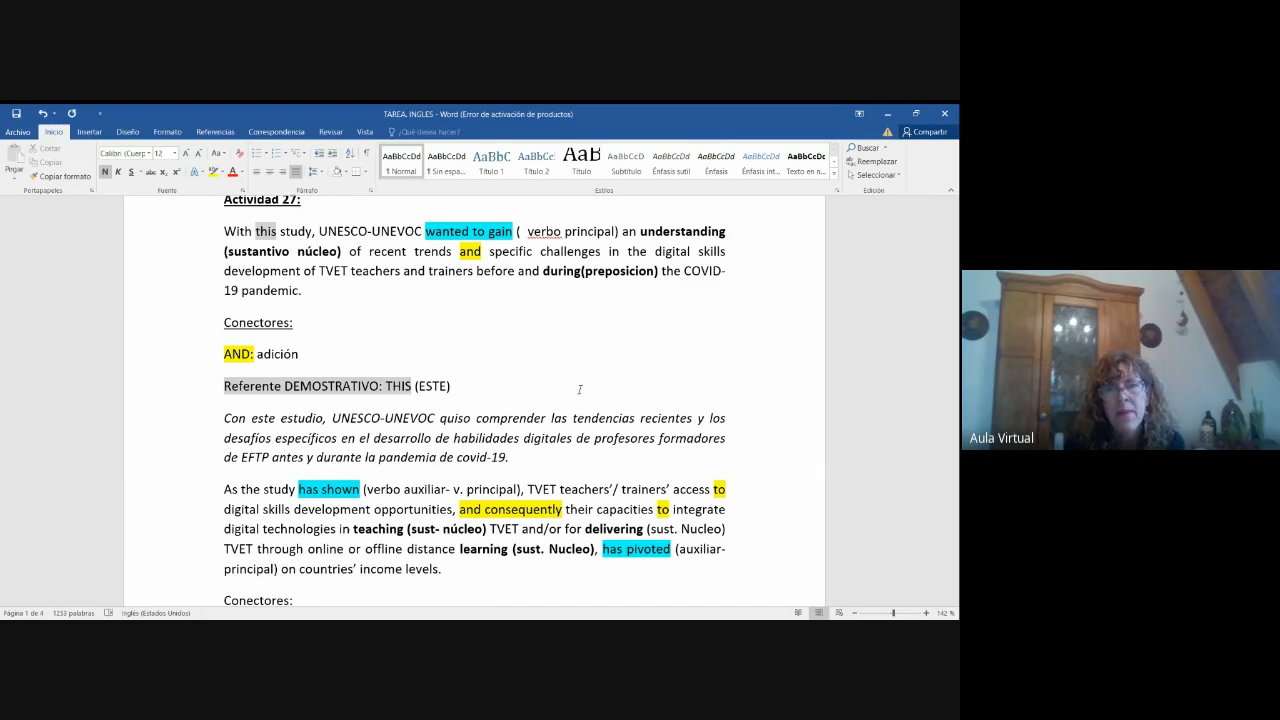 TAREA. INGLES - Word (Error de activación de productos)
Archivo Inicio Insertar Diseño Formato Referencias Correspondencia Revisar Vista ¿Qué desea hacer? Compartir
Pegar
Cortar
Copiar
Copiar formato
Portapapeles
Calibri (Cuerp 12
N K S abc
Fuente
Párrafo
AaBbCcDd AaBbCcDd AaBbC AaBbCc AaB AaBbCcD AaBbCcDd AaBbCcDd AaBbCcDd AaBbCcDc
¶ Normal ¶ Sin espa... Título 1 Título 2 Título Subtítulo Énfasis sutil Énfasis Énfasis int... Texto en n...
Estilos
Buscar
Reemplazar
Seleccionar
Edición
Actividad 27:
With this study, UNESCO-UNEVOC wanted to gain ( verbo principal) an understanding
(sustantivo núcleo) of recent trends and specific challenges in the digital skills
development of TVET teachers and trainers before and during(preposicion) the COVID-
19 pandemic.
Conectores:
AND: adición
Referente DEMOSTRATIVO: THIS (ESTE)
Con este estudio, UNESCO-UNEVOC quiso comprender las tendencias recientes y los
desafíos específicos en el desarrollo de habilidades digitales de profesores formadores
de EFTP antes y durante la pandemia de covid-19.
As the study has shown (verbo auxiliar- v. principal), TVET teachers’/ trainers’ access to
digital skills development opportunities, and consequently their capacities to integrate
digital technologies in teaching (sust- núcleo) TVET and/or for delivering (sust. Nucleo)
TVET through online or offline distance learning (sust. Nucleo), has pivoted (auxiliar-
principal) on countries’ income levels.
Conectores:
Página 1 de 4 1253 palabras Inglés (Estados Unidos) 142 %
Aula Virtual